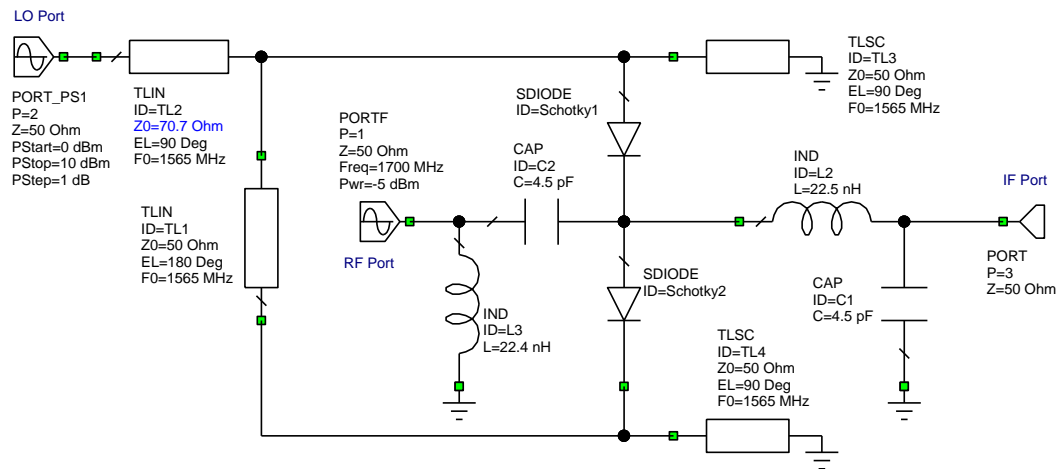 LO Port
PORT_PS1
P=2
Z=50 Ohm
PStart=0 dBm
PStop=10 dBm
PStep=1 dB
TLIN
ID=TL2
Z0=70.7 Ohm
EL=90 Deg
F0=1565 MHz
TLIN
ID=TL1
Z0=50 Ohm
EL=180 Deg
F0=1565 MHz
PORTF
P=1
Z=50 Ohm
Freq=1700 MHz
Pwr=-5 dBm
RF Port
IND
ID=L3
L=22.4 nH
CAP
ID=C2
C=4.5 pF
SDIODE
ID=Schotky1
SDIODE
ID=Schotky2
TLSC
ID=TL3
Z0=50 Ohm
EL=90 Deg
F0=1565 MHz
TLSC
ID=TL4
Z0=50 Ohm
EL=90 Deg
F0=1565 MHz
IND
ID=L2
L=22.5 nH
CAP
ID=C1
C=4.5 pF
IF Port
PORT
P=3
Z=50 Ohm